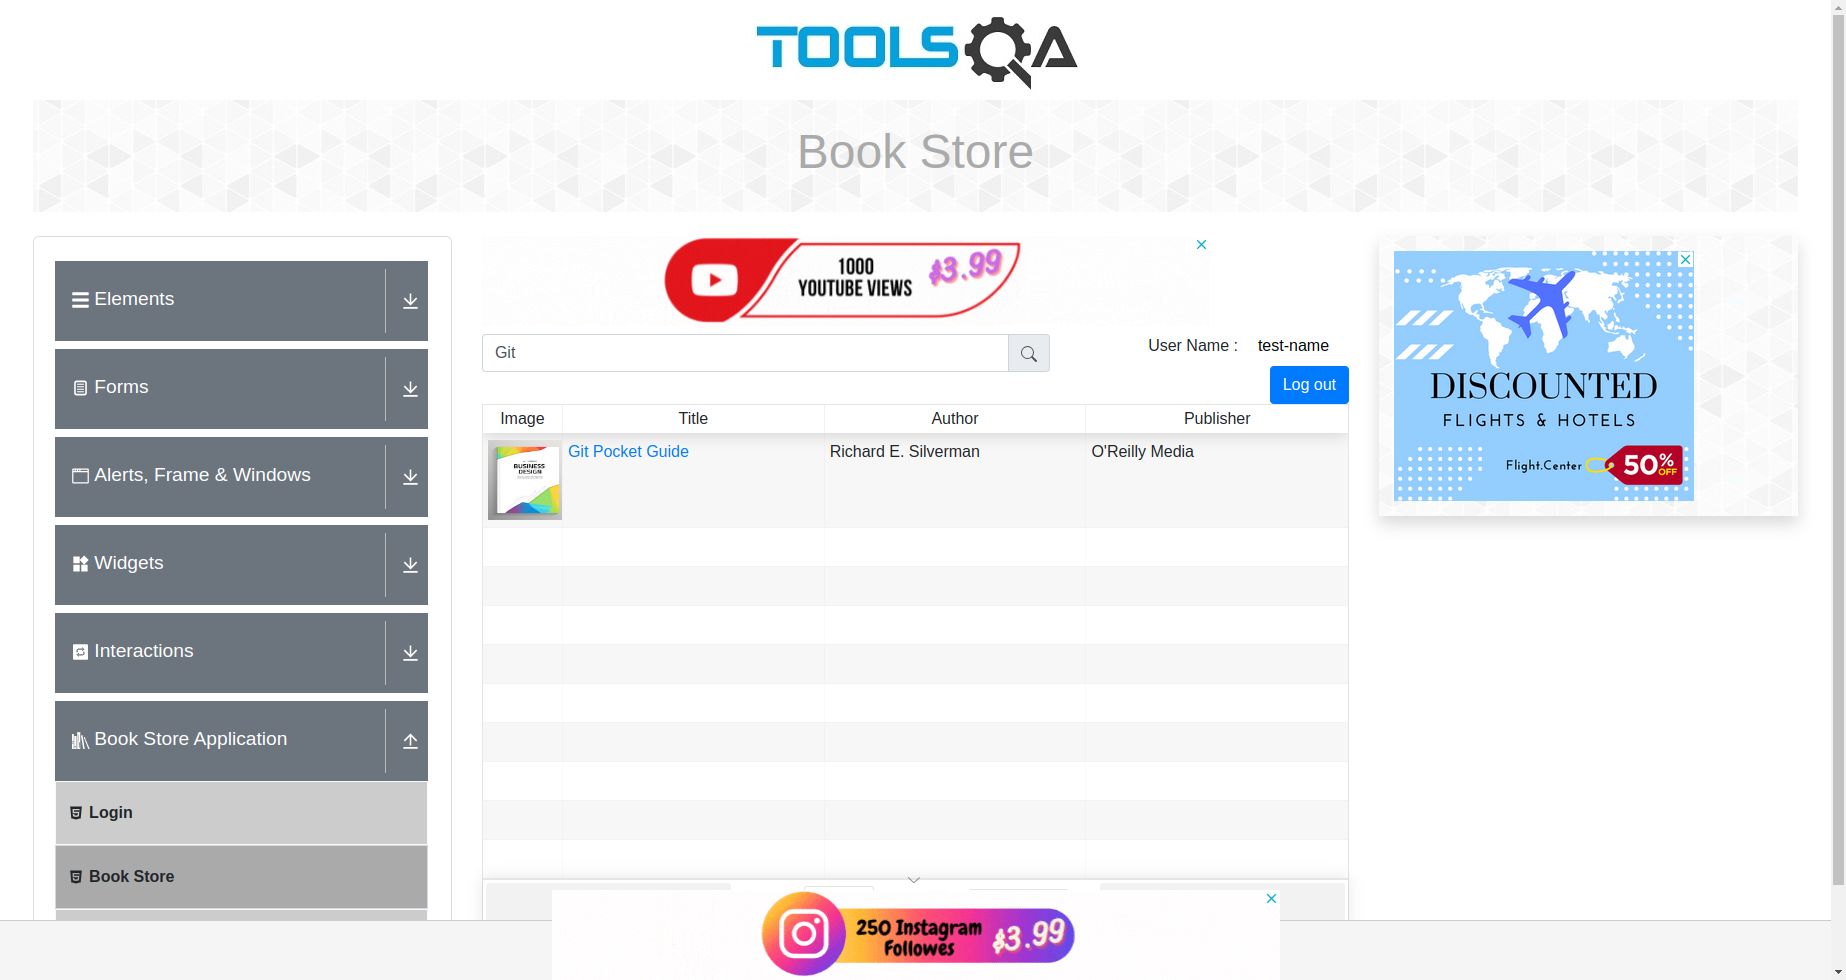 TOOLSQA
Book Store
Elements
Forms
Alerts, Frame & Windows
Widgets
Interactions
Book Store Application
Login
Book Store
1000
YOUTUBE VIEWS
$3.99
Git
User Name : test-name
Log out
Image Title Author Publisher
BUSINESS
DESIGN
Git Pocket Guide Richard E. Silverman O'Reilly Media
DISCOUNTED
FLIGHTS & HOTELS
Flight.Center
50% OFF
250 Instagram
Followes
$3.99